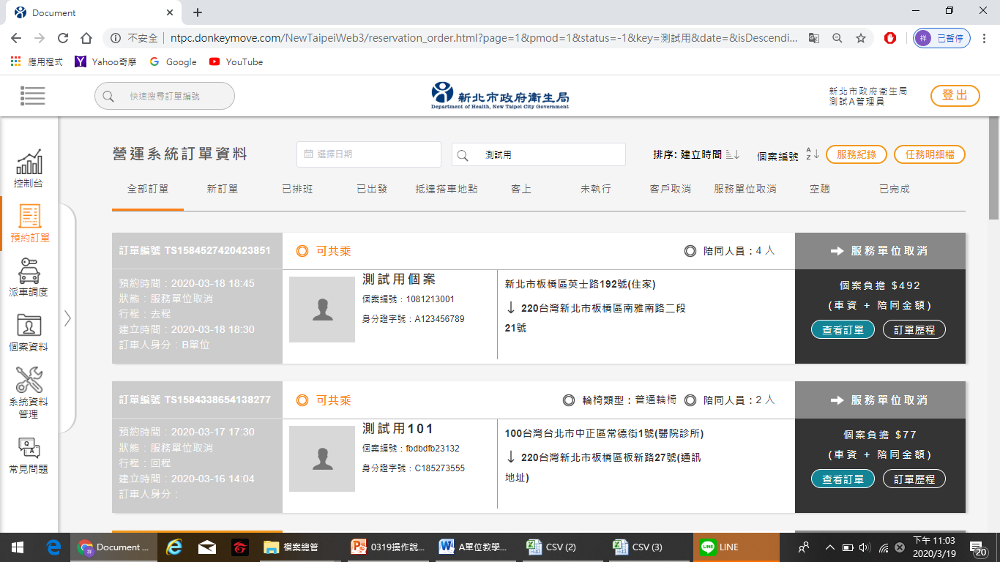 Document
不安全
ntpc.donkeymove.com/NewTaipeiWeb3/reservation_order.html?page=1&pmod=1&status=-1&key=測試用&date=&isDescendi...
祥 已暫停
應用程式 Yahoo奇摩 Google YouTube
快速搜尋訂單編號
新北市政府衛生局
Department of Health, New Taipei City Government
新北市政府衛生局
測試A管理員
登出
控制台
預約訂單
派車調度
個案資料
系統資料
管理
常見問題
營運系統訂單資料
選擇日期
測試用
排序: 建立時間
個案編號
A
Z
服務紀錄
任務明細檔
全部訂單 新訂單 已排班 已出發 抵達搭車地點 客上 未執行 客戶取消 服務單位取消 空趟 已完成
訂單編號 TS1584527420423851
預約時間：2020-03-18 18:45
狀態：服務單位取消
行程：去程
建立時間：2020-03-18 18:30
訂車人身分：B單位
可共乘
陪同人員：4 人
測試用個案
個案編號：1081213001
身分證字號：A123456789
新北市板橋區英士路192號(住家)
↓ 220台灣新北市板橋區南雅南路二段
21號
服務單位取消
個案負擔 $492
(車資 + 陪同金額)
查看訂單 訂單歷程
訂單編號 TS1584338654138277
預約時間：2020-03-17 17:30
狀態：服務單位取消
行程：回程
建立時間：2020-03-16 14:04
訂車人身分：
可共乘
輪椅類型：普通輪椅
陪同人員：2 人
測試用101
個案編號：fbdbdfb23132
身分證字號：C185273555
100台灣台北市中正區常德街1號(醫院診所)
↓ 220台灣新北市板橋區板新路27號(通訊
地址)
服務單位取消
個案負擔 $77
(車資 + 陪同金額)
查看訂單 訂單歷程
Document ...
檔案總管
0319操作說...
A單位教學...
CSV (2)
CSV (3)
LINE
下午 11:03
2020/3/19
20